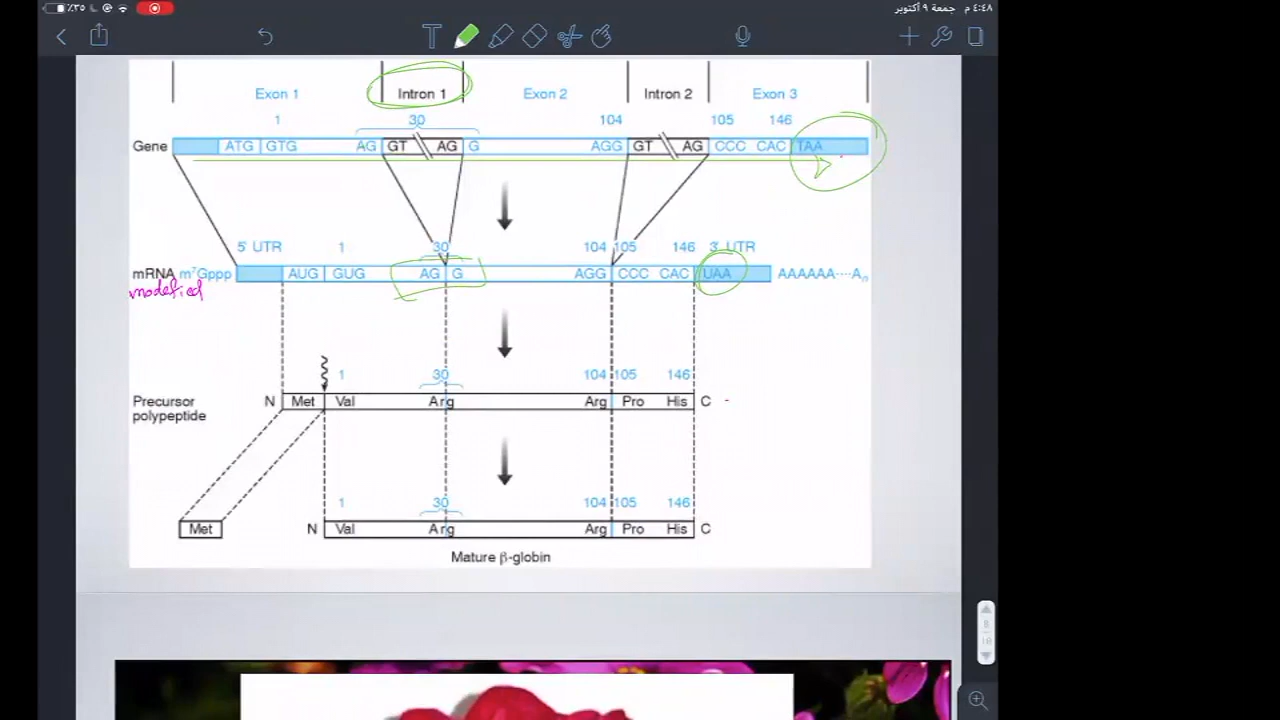 ٤:٤٨ م جمعة ٩ أكتوبر
٪٣٥
T
Exon 1 Intron 1 Exon 2 Intron 2 Exon 3
1 30 104 105 146
Gene ATG GTG AG GT AG G AGG GT AG CCC CAC TAA
5' UTR 1 30 104 105 146 3' UTR
mRNA m⁷Gppp AUG GUG AG G AGG CCC CAC UAA AAAAAA····Aₙ
modefied
1 30 104 105 146
Precursor polypeptide N Met Val Arg Arg Pro His C
1 30 104 105 146
Met N Val Arg Arg Pro His C
Mature β-globin
8
18